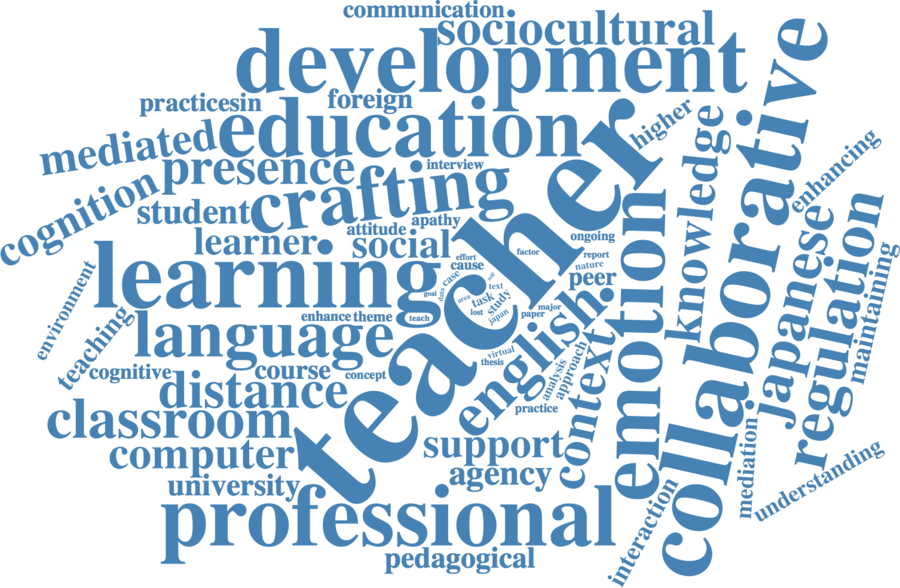 communication
sociocultural
development
collaborative
practicesin
foreign
education
higher
knowledge
mediated
presence
interview
enhancing
cognition
crafting
teacher
student
attitude
apathy
learner
social
ongoing
factor
report
nature
effort
cause
case
peer
self
text
data
goal
area
task
study
lost
japan
paper
major
learning
enhance
theme
teach
environment
teaching
language
english
emotion
japanese
regulation
maintaining
context
virtual
thesis
analysis
approach
cognitive
course
concept
distance
practice
classroom
support
computer
agency
university
mediation
understanding
interaction
professional
pedagogical